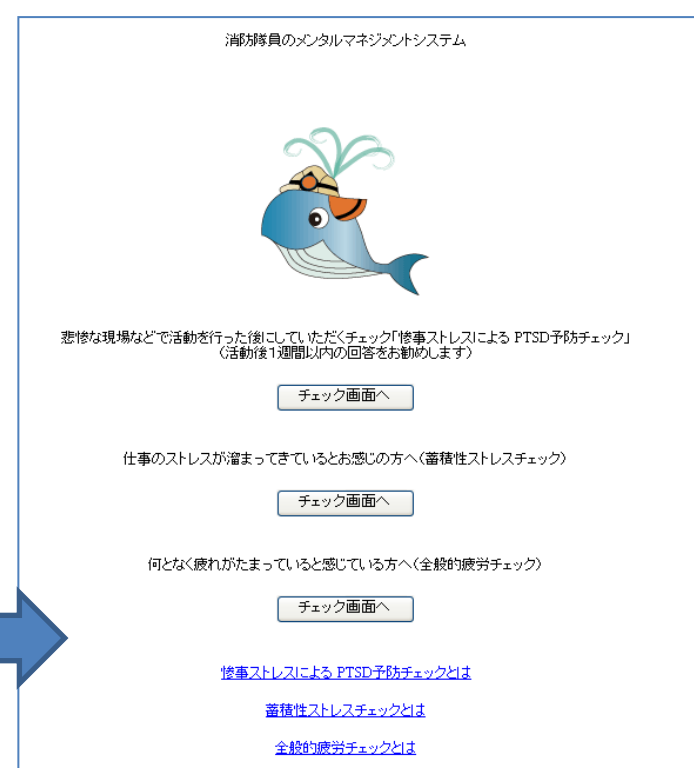 消防隊員のメンタルマネジメントシステム
悲惨な現場などで活動を行った後にしていただくチェック「惨事ストレスによる PTSD予防チェック」
（活動後1週間以内の回答をお勧めします）
チェック画面へ
仕事のストレスが溜まってきているとお感じの方へ（蓄積性ストレスチェック）
チェック画面へ
何となく疲れがたまっていると感じている方へ（全般的疲労チェック）
チェック画面へ
惨事ストレスによる PTSD予防チェックとは
蓄積性ストレスチェックとは
全般的疲労チェックとは